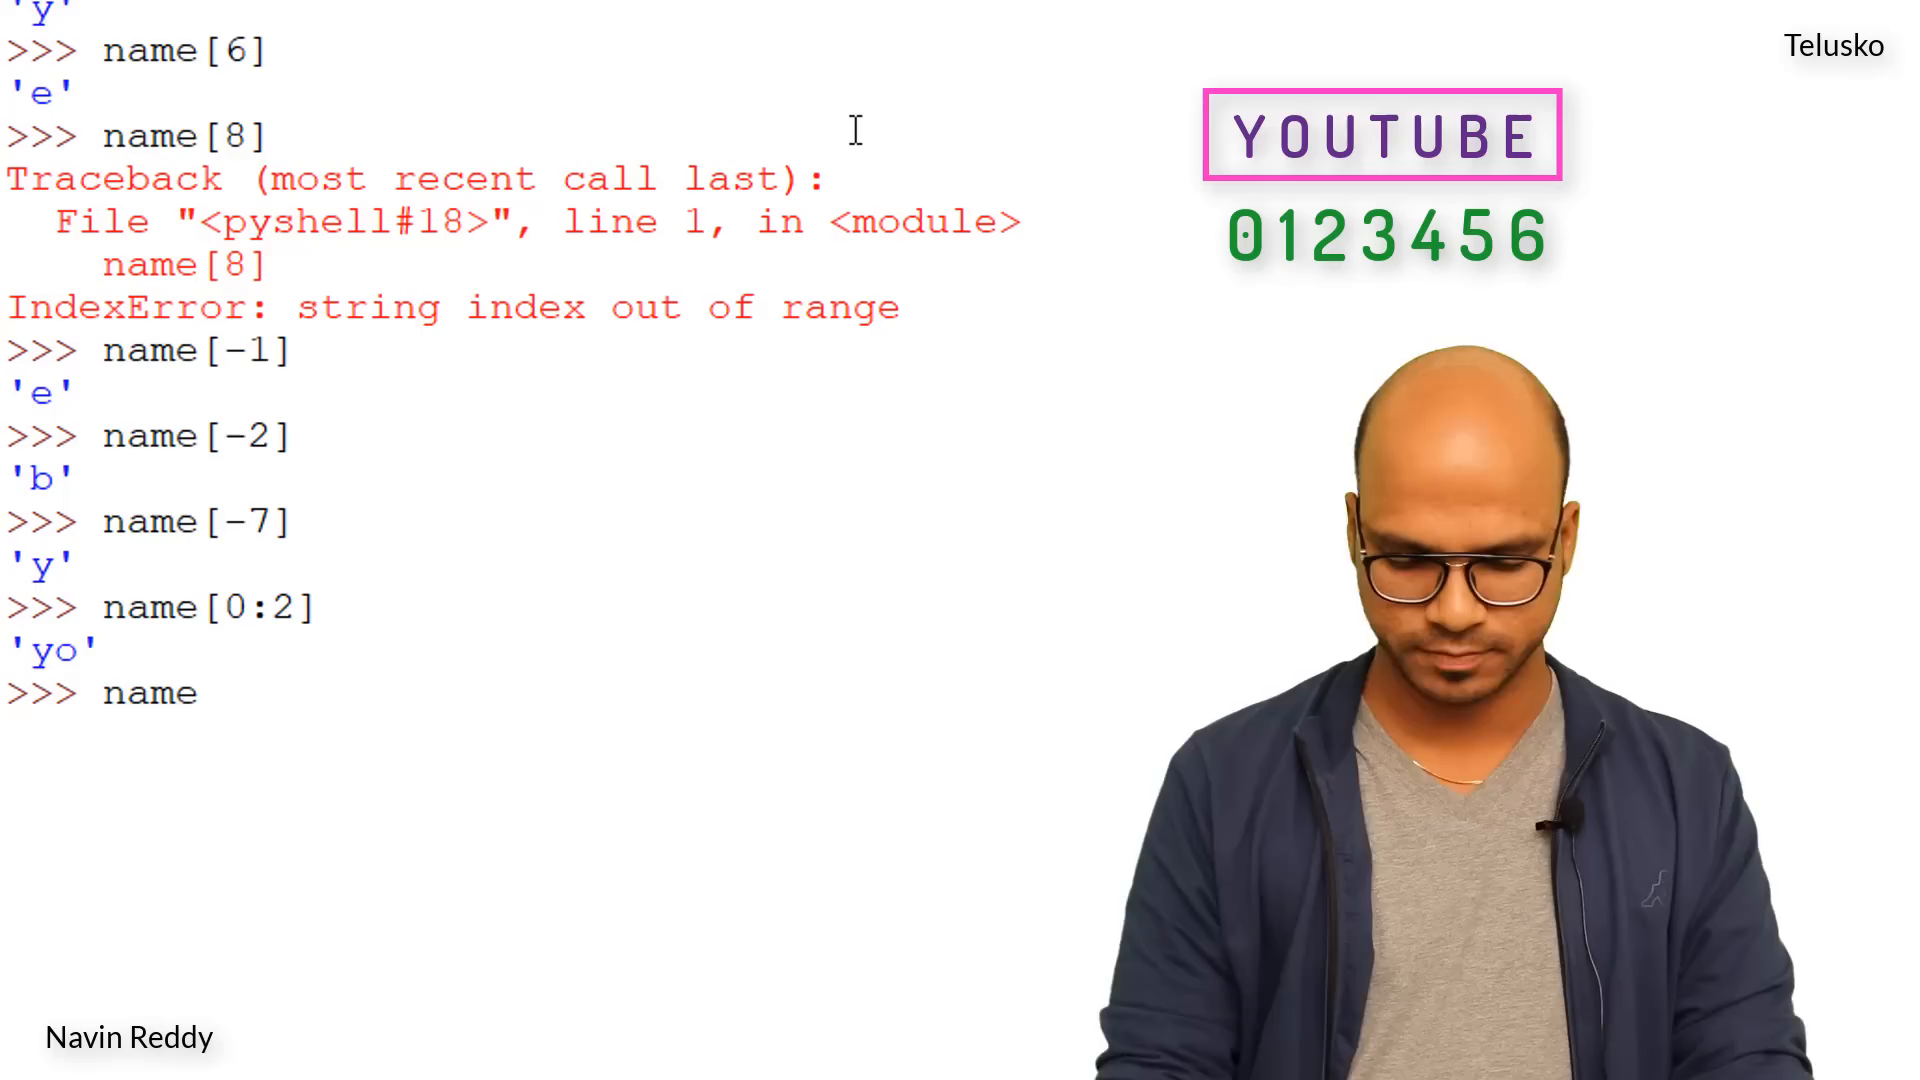 'y'
>>> name[6]
'e'
>>> name[8]
Traceback (most recent call last):
  File "<pyshell#18>", line 1, in <module>
    name[8]
IndexError: string index out of range
>>> name[-1]
'e'
>>> name[-2]
'b'
>>> name[-7]
'y'
>>> name[0:2]
'yo'
>>> name
Telusko
YOUTUBE
0123456
Navin Reddy